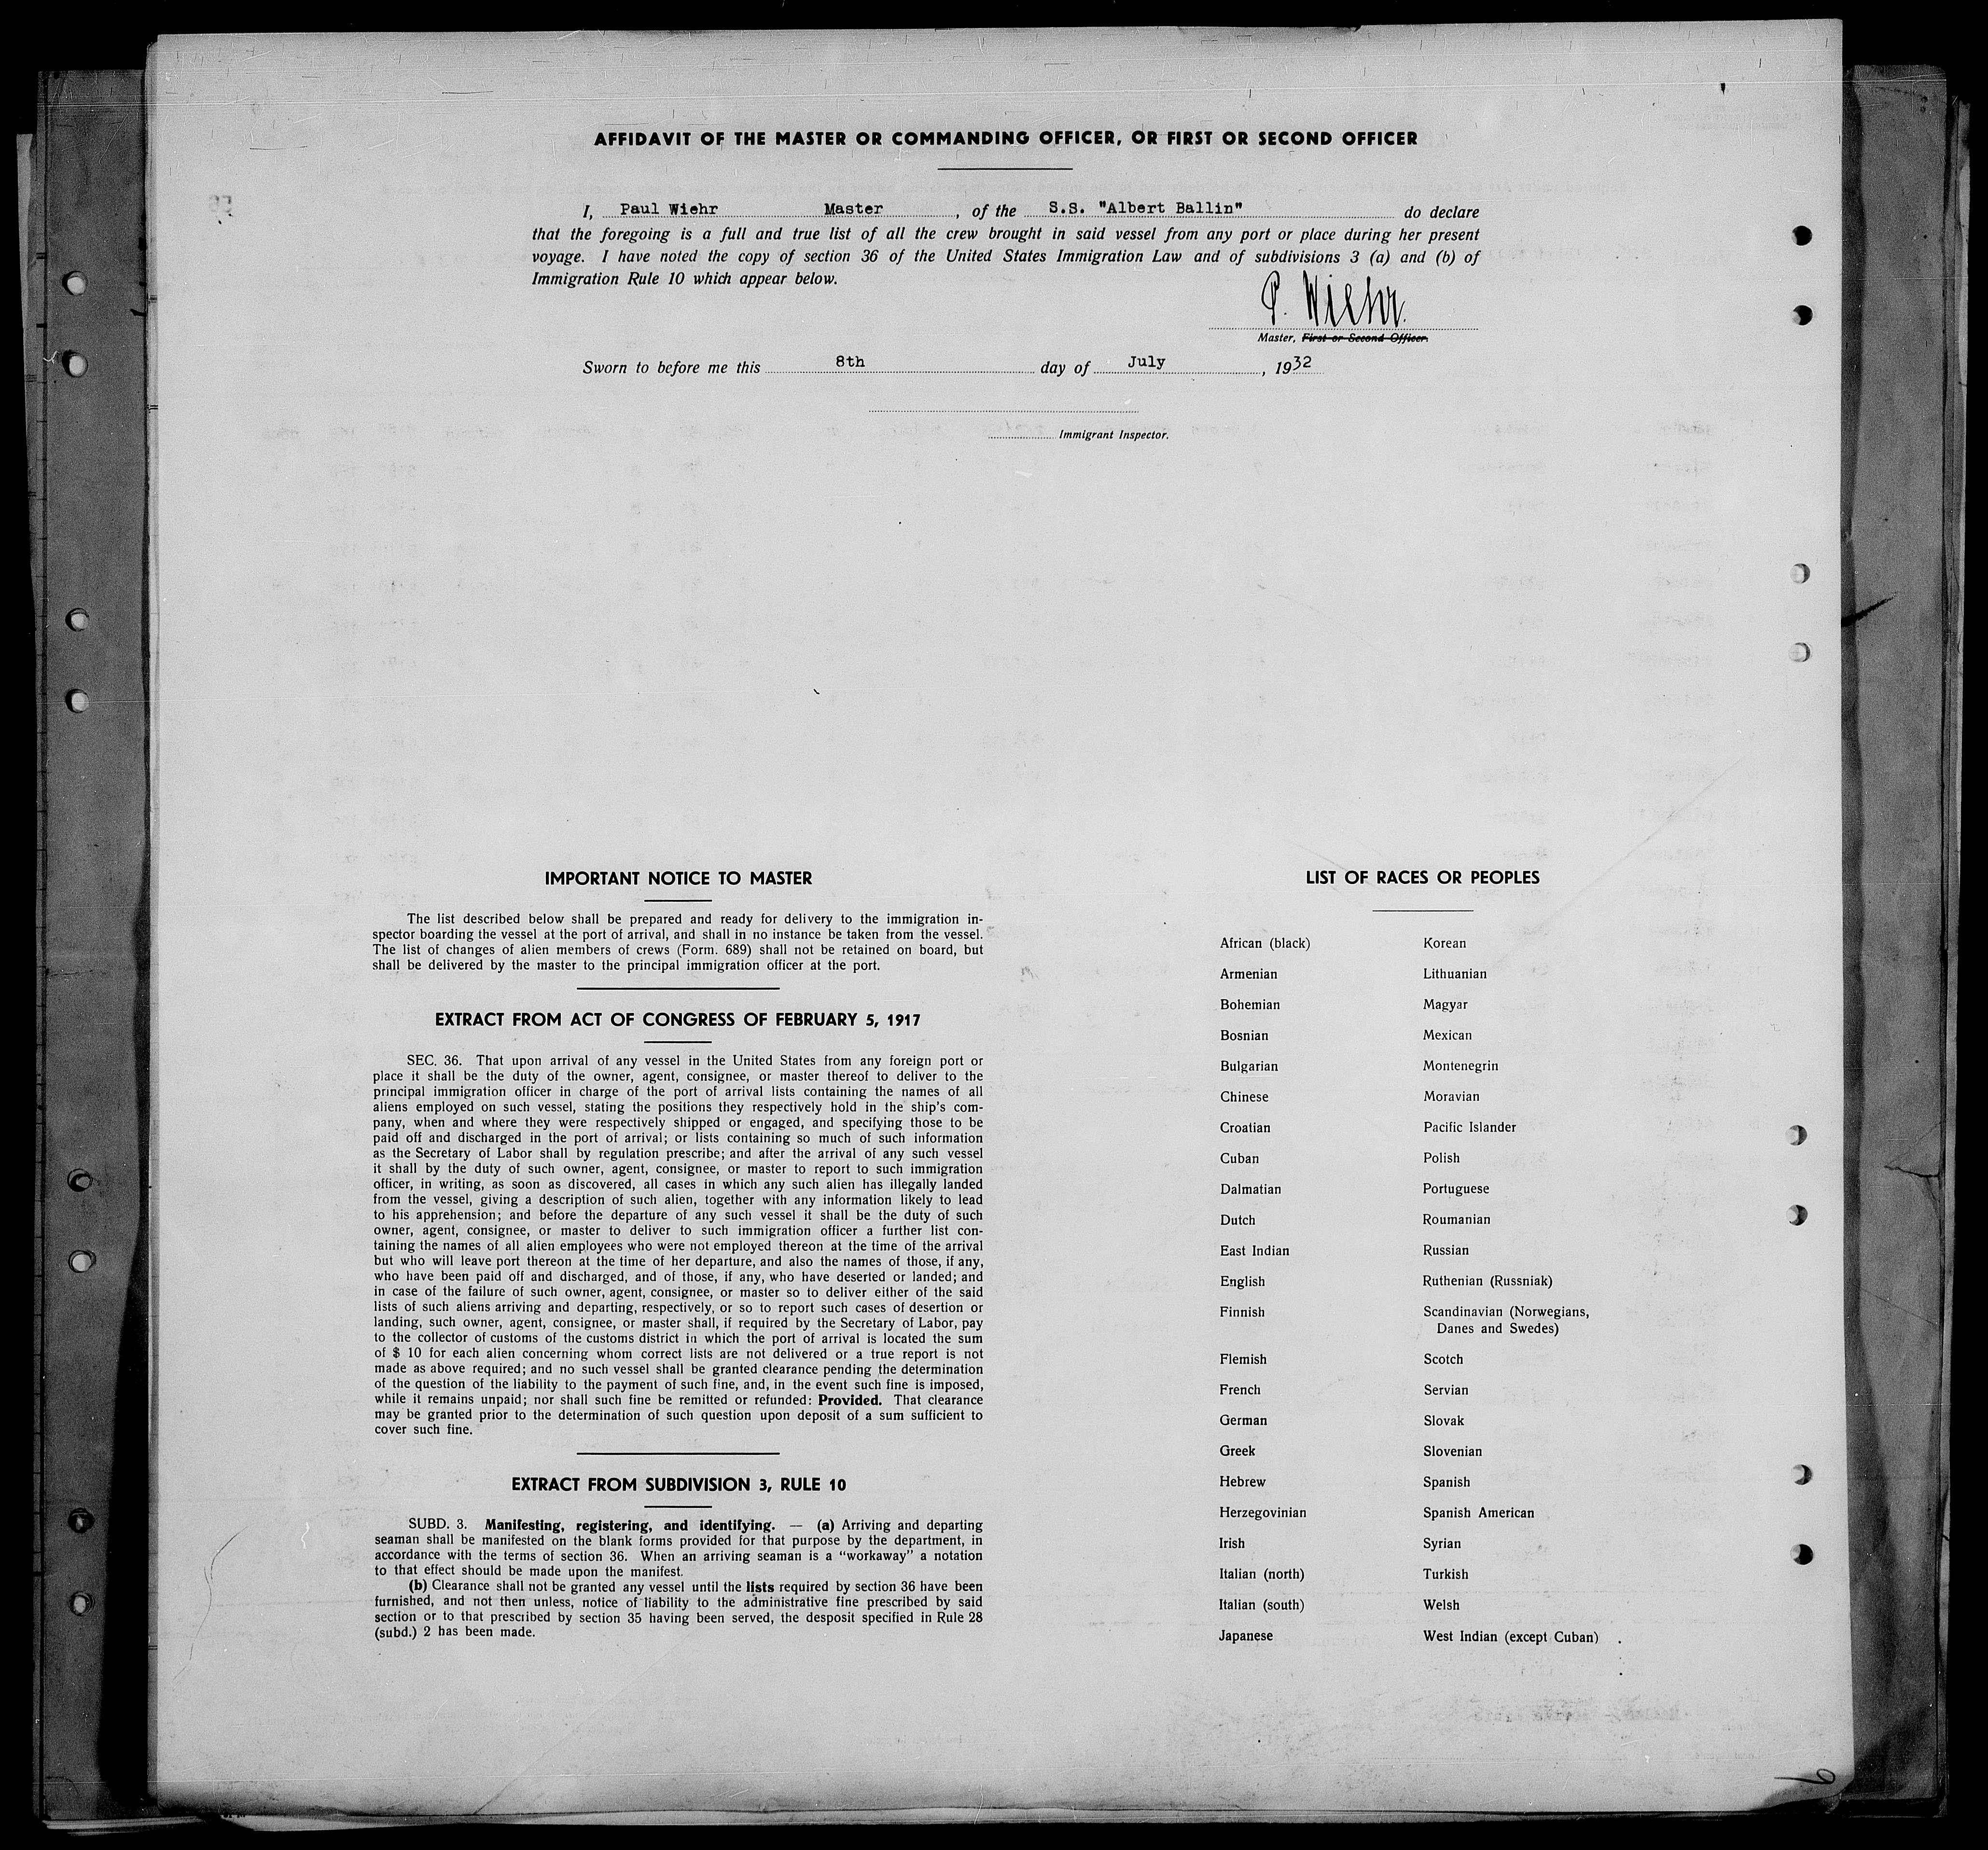 AFFIDAVIT OF THE MASTER OR COMMANDING OFFICER, OR FIRST OR SECOND OFFICER
I, Paul Wiehr Master , of the S.S. "Albert Ballin" do declare
that the foregoing is a full and true list of all the crew brought in said vessel from any port or place during her present
voyage. I have noted the copy of section 36 of the United States Immigration Law and of subdivisions 3 (a) and (b) of
Immigration Rule 10 which appear below.
P. Wiehr.
Master, First or Second Officer.
Sworn to before me this 8th day of July , 1932
Immigrant Inspector.
IMPORTANT NOTICE TO MASTER
The list described below shall be prepared and ready for delivery to the immigration in-
spector boarding the vessel at the port of arrival, and shall in no instance be taken from the vessel.
The list of changes of alien members of crews (Form. 689) shall not be retained on board, but
shall be delivered by the master to the principal immigration officer at the port.
EXTRACT FROM ACT OF CONGRESS OF FEBRUARY 5, 1917
SEC. 36. That upon arrival of any vessel in the United States from any foreign port or
place it shall be the duty of the owner, agent, consignee, or master thereof to deliver to the
principal immigration officer in charge of the port of arrival lists containing the names of all
aliens employed on such vessel, stating the positions they respectively hold in the ship's com-
pany, when and where they were respectively shipped or engaged, and specifying those to be
paid off and discharged in the port of arrival; or lists containing so much of such information
as the Secretary of Labor shall by regulation prescribe; and after the arrival of any such vessel
it shall by the duty of such owner, agent, consignee, or master to report to such immigration
officer, in writing, as soon as discovered, all cases in which any such alien has illegally landed
from the vessel, giving a description of such alien, together with any information likely to lead
to his apprehension; and before the departure of any such vessel it shall be the duty of such
owner, agent, consignee, or master to deliver to such immigration officer a further list con-
taining the names of all alien employees who were not employed thereon at the time of the arrival
but who will leave port thereon at the time of her departure, and also the names of those, if any,
who have been paid off and discharged, and of those, if any, who have deserted or landed; and
in case of the failure of such owner, agent, consignee, or master so to deliver either of the said
lists of such aliens arriving and departing, respectively, or so to report such cases of desertion or
landing, such owner, agent, consignee, or master shall, if required by the Secretary of Labor, pay
to the collector of customs of the customs district in which the port of arrival is located the sum
of $ 10 for each alien concerning whom correct lists are not delivered or a true report is not
made as above required; and no such vessel shall be granted clearance pending the determination
of the question of the liability to the payment of such fine, and, in the event such fine is imposed,
while it remains unpaid; nor shall such fine be remitted or refunded: Provided. That clearance
may be granted prior to the determination of such question upon deposit of a sum sufficient to
cover such fine.
EXTRACT FROM SUBDIVISION 3, RULE 10
SUBD. 3. Manifesting, registering, and identifying. — (a) Arriving and departing
seaman shall be manifested on the blank forms provided for that purpose by the department, in
accordance with the terms of section 36. When an arriving seaman is a "workaway" a notation
to that effect should be made upon the manifest.
(b) Clearance shall not be granted any vessel until the lists required by section 36 have been
furnished, and not then unless, notice of liability to the administrative fine prescribed by said
section or to that prescribed by section 35 having been served, the desposit specified in Rule 28
(subd.) 2 has been made.
LIST OF RACES OR PEOPLES
African (black) Korean
Armenian Lithuanian
Bohemian Magyar
Bosnian Mexican
Bulgarian Montenegrin
Chinese Moravian
Croatian Pacific Islander
Cuban Polish
Dalmatian Portuguese
Dutch Roumanian
East Indian Russian
English Ruthenian (Russniak)
Finnish Scandinavian (Norwegians,
Danes and Swedes)
Flemish Scotch
French Servian
German Slovak
Greek Slovenian
Hebrew Spanish
Herzegovinian Spanish American
Irish Syrian
Italian (north) Turkish
Italian (south) Welsh
Japanese West Indian (except Cuban)